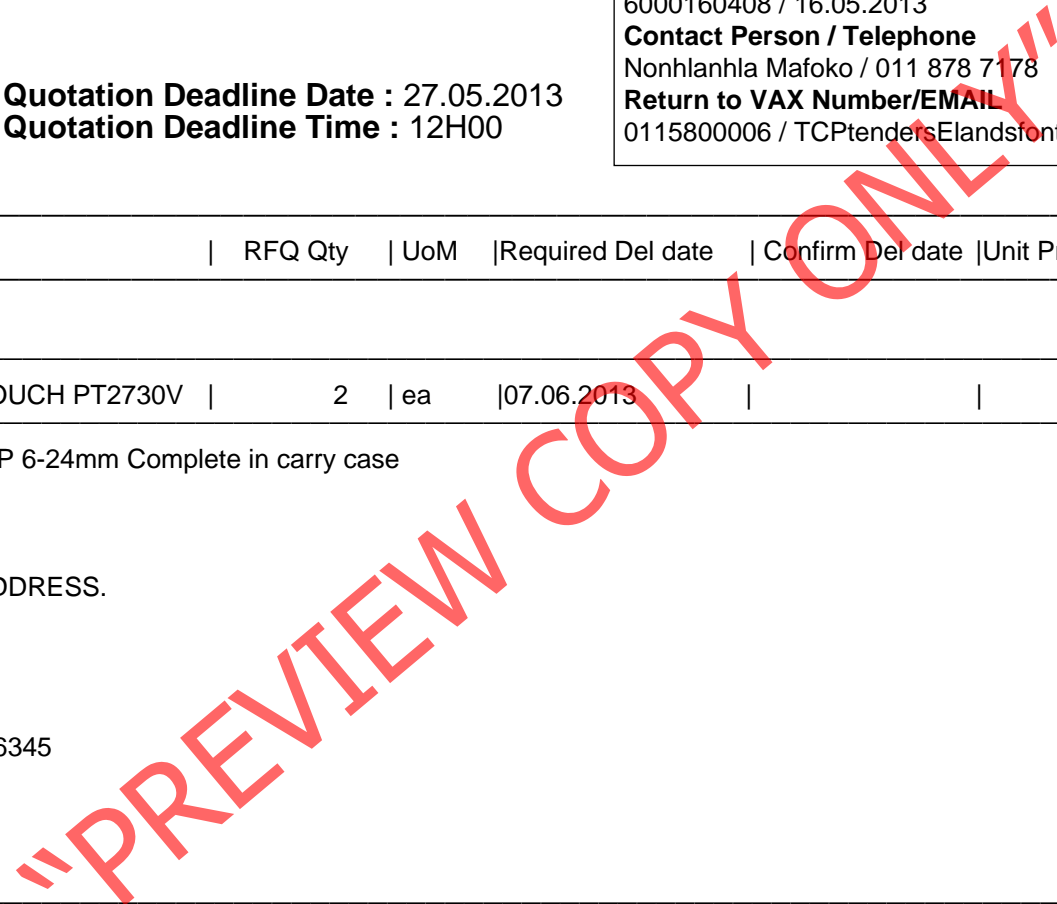 6000160408 / 16.05.2013
Contact Person / Telephone
Nonhlanhla Mafoko / 011 878 7178
Quotation Deadline Date : 27.05.2013
Return to VAX Number/EMAIL
Quotation Deadline Time : 12H00
0115800006 / TCPtendersElandsfont
| RFQ Qty | UoM |Required Del date | Confirm Del date |Unit Pr
OUCH PT2730V | 2 | ea |07.06.2013 | |
P 6-24mm Complete in carry case
DDRESS.
6345
"PREVIEW COPY ONLY"